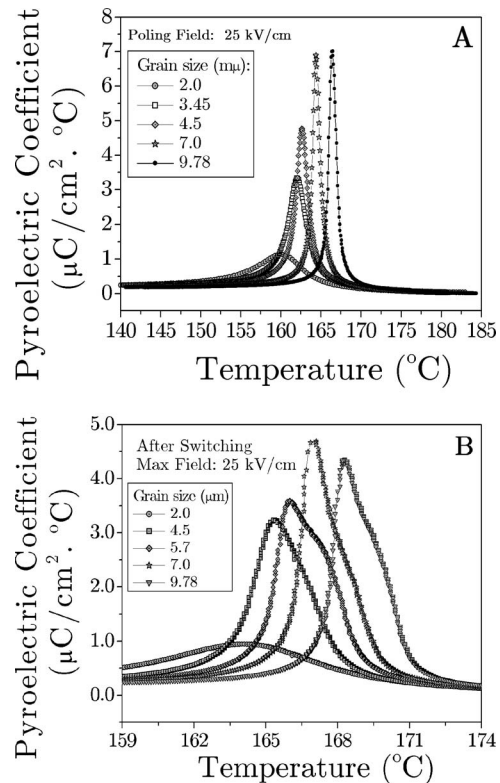 A
Poling Field: 25 kV/cm
Grain size (mμ):
2.0
3.45
4.5
7.0
9.78
Pyroelectric Coefficient
(μC/cm². °C)
8
7
6
5
4
3
2
1
0
140 145 150 155 160 165 170 175 180 185
Temperature (°C)
B
After Switching
Max Field: 25 kV/cm
Grain size (μm)
2.0
4.5
5.7
7.0
9.78
Pyroelectric Coefficient
(μC/cm². °C)
5.0
4.0
3.0
2.0
1.0
0.0
159 162 165 168 171 174
Temperature (°C)